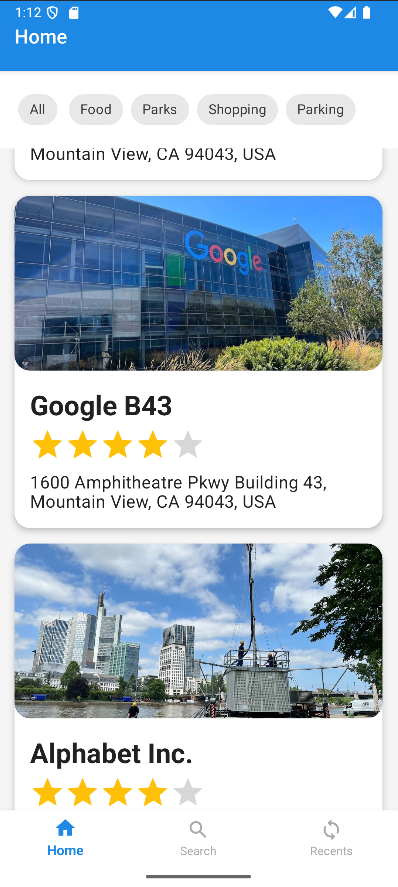 1:12
Home
All Food Parks Shopping Parking
Mountain View, CA 94043, USA
Google
Google B43
1600 Amphitheatre Pkwy Building 43,
Mountain View, CA 94043, USA
Alphabet Inc.
Home Search Recents